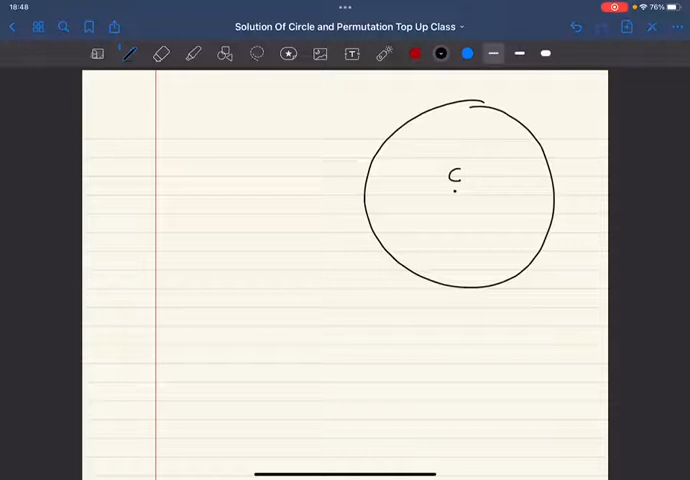 18:48
76%
Solution Of Circle and Permutation Top Up Class
T
C